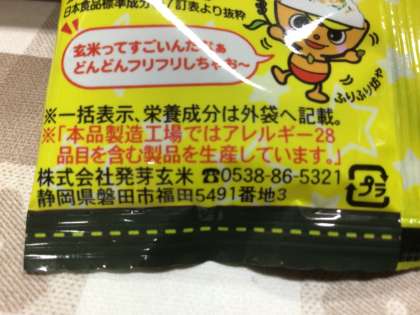 日本食品標準成分
訂表より抜粋
玄米ってすごいんだなぁ
どんどんフリフリしちゃお〜
ふりふり坊や
※一括表示、栄養成分は外袋へ記載。
※「本品製造工場ではアレルギー28
品目を含む製品を生産しています。」
株式会社発芽玄米 ☎0538-86-5321
静岡県磐田市福田5491番地3
プラ